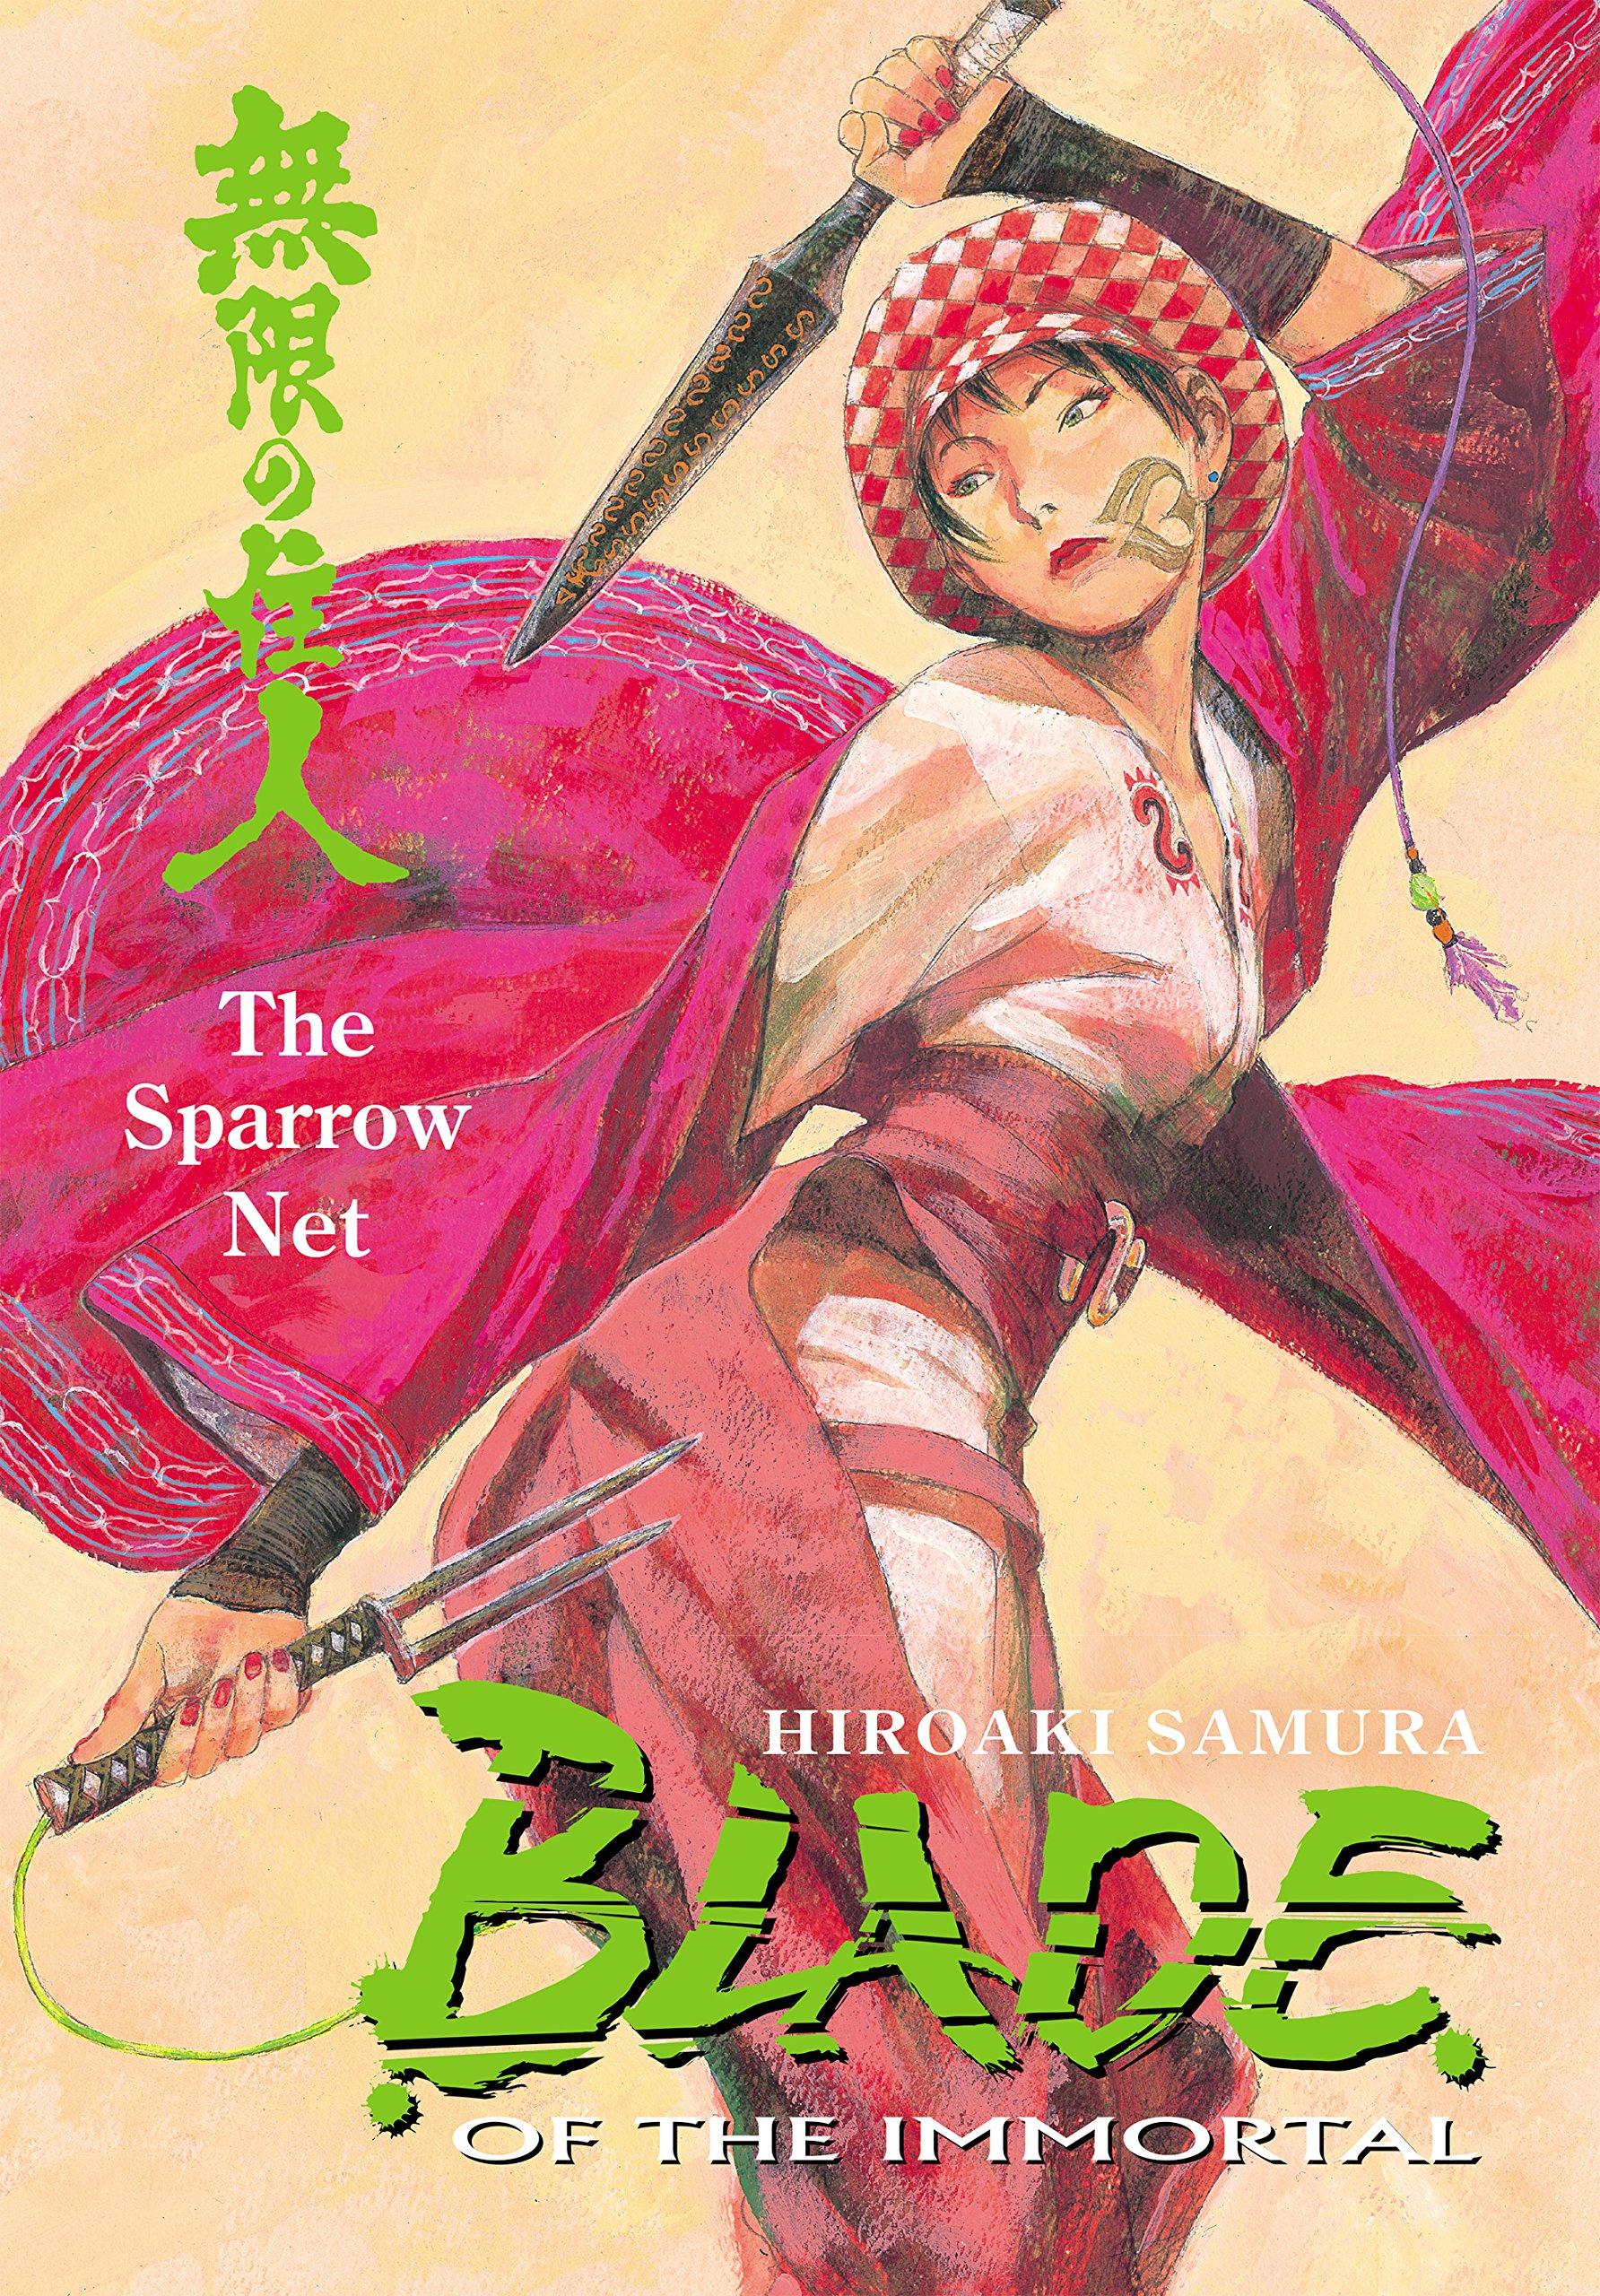 無限の住人
The
Sparrow
Net
HIROAKI SAMURA
BLADE
OF THE IMMORTAL